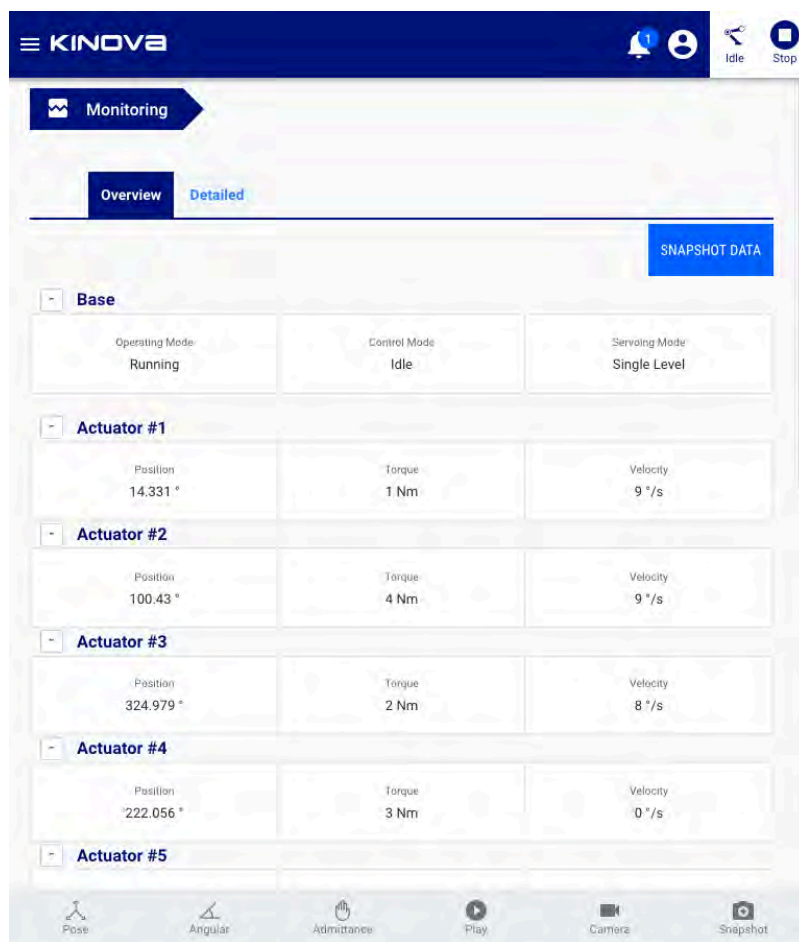 KINOVA
1
Idle
Stop
Monitoring
Overview Detailed
SNAPSHOT DATA
- Base
Operating Mode Control Mode Servoing Mode
Running Idle Single Level
- Actuator #1
Position Torque Velocity
14.331 ° 1 Nm 9 °/s
- Actuator #2
Position Torque Velocity
100.43 ° 4 Nm 9 °/s
- Actuator #3
Position Torque Velocity
324.979 ° 2 Nm 8 °/s
- Actuator #4
Position Torque Velocity
222.056 ° 3 Nm 0 °/s
- Actuator #5
Pose Angular Admittance Play Camera Snapshot